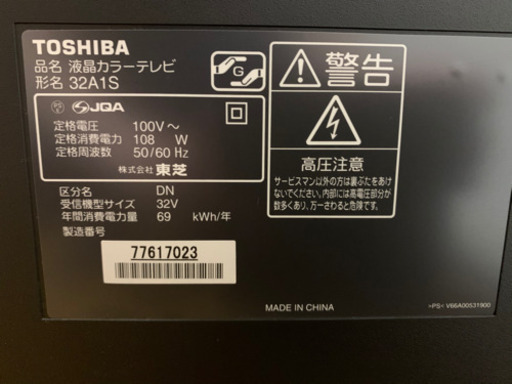 TOSHIBA
品名 液晶カラーテレビ
形名 32A1S
G
JQA
定格電圧 100V～
定格消費電力 108 W
定格周波数 50/60 Hz
株式会社 東芝
区分名 DN
受信機型サイズ 32V
年間消費電力量 69 kWh/年
製造番号
77617023
警告
高圧注意
サービスマン以外の方は裏ぶたをあけ
ないでください。内部には高電圧部分が
数多くあり、万一さわると危険です。
MADE IN CHINA
>PS< V66A00531900